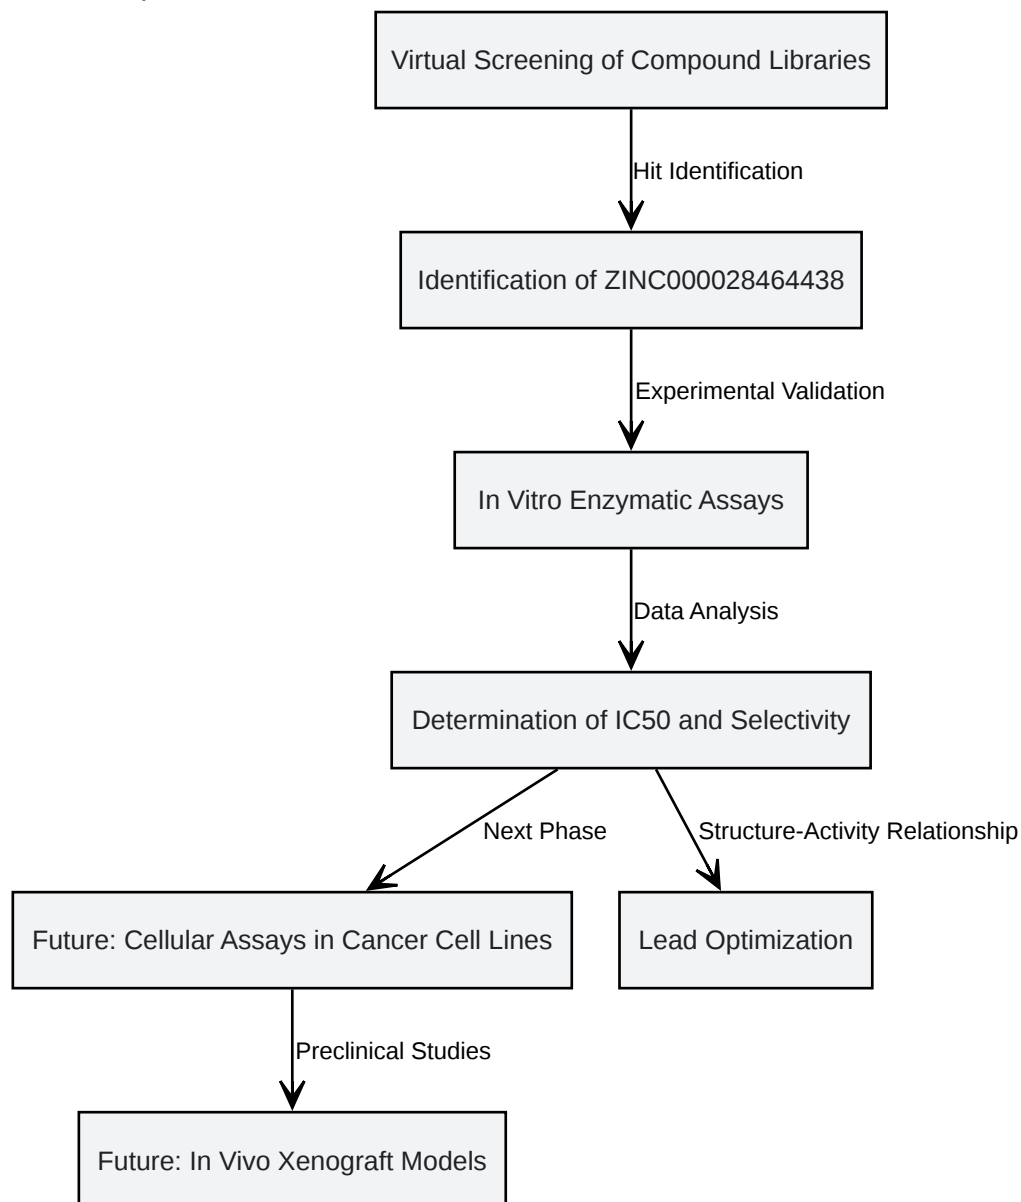 Virtual Screening of Compound Libraries
Hit Identification
Identification of ZINC000028464438
Experimental Validation
In Vitro Enzymatic Assays
Data Analysis
Determination of IC50 and Selectivity
Next Phase
Structure-Activity Relationship
Future: Cellular Assays in Cancer Cell Lines
Lead Optimization
Preclinical Studies
Future: In Vivo Xenograft Models